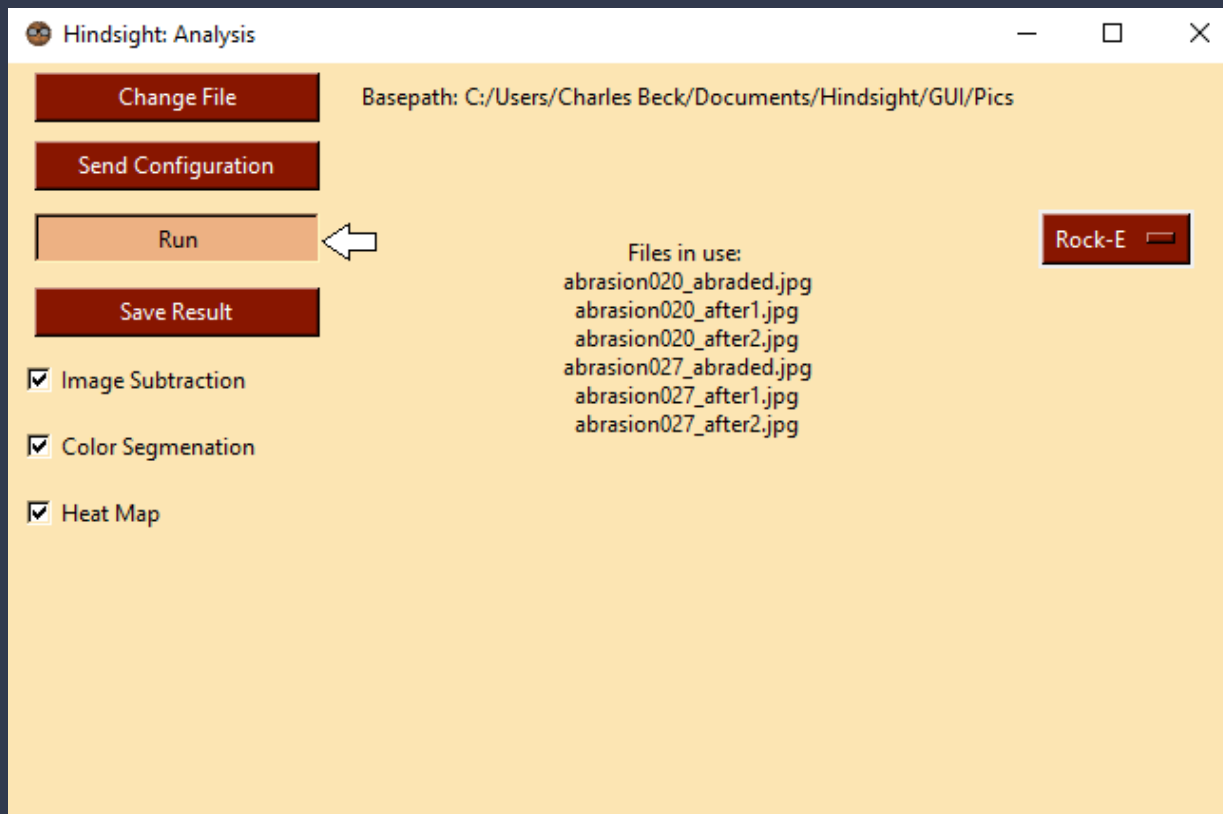 Hindsight: Analysis
Change File
Basepath: C:/Users/Charles Beck/Documents/Hindsight/GUI/Pics
Send Configuration
Run
Rock-E
Files in use:
abrasion020_abraded.jpg
abrasion020_after1.jpg
abrasion020_after2.jpg
abrasion027_abraded.jpg
abrasion027_after1.jpg
abrasion027_after2.jpg
Save Result
Image Subtraction
Color Segmenation
Heat Map